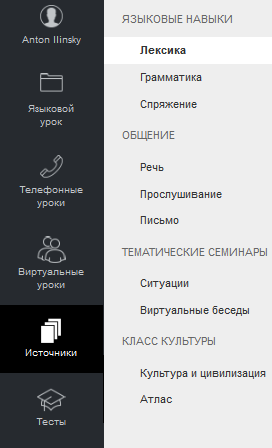 Anton Ilinsky
Языковой
урок
Телефонные
уроки
Виртуальные
уроки
Источники
Тесты
ЯЗЫКОВЫЕ НАВЫКИ
Лексика
Грамматика
Спряжение
ОБЩЕНИЕ
Речь
Прослушивание
Письмо
ТЕМАТИЧЕСКИЕ СЕМИНАРЫ
Ситуации
Виртуальные беседы
КЛАСС КУЛЬТУРЫ
Культура и цивилизация
Атлас